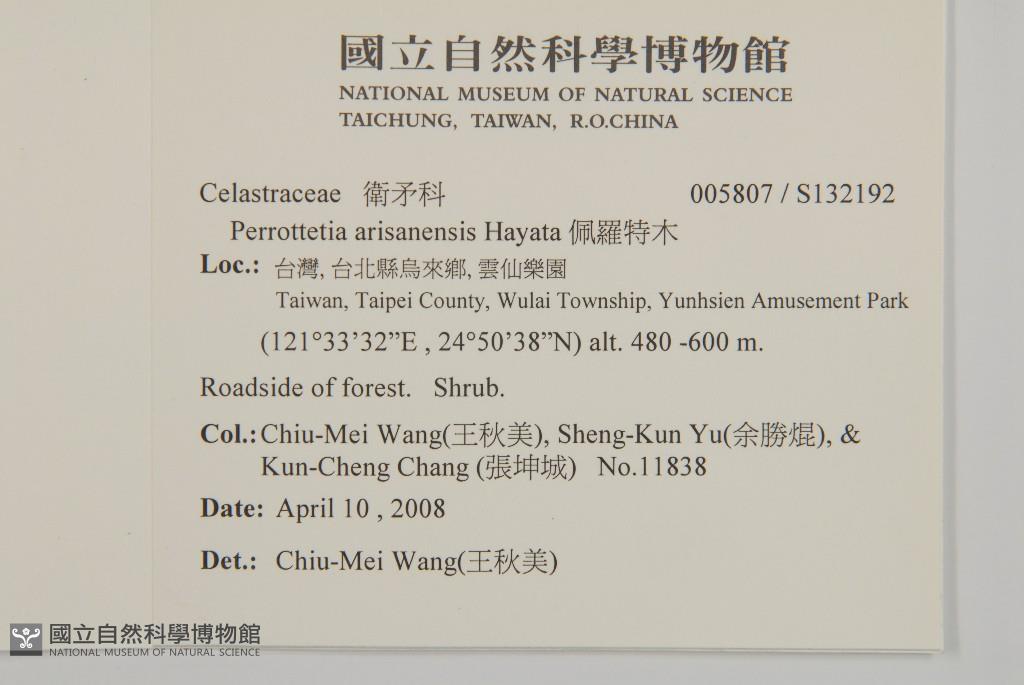 國立自然科學博物館
NATIONAL MUSEUM OF NATURAL SCIENCE
TAICHUNG, TAIWAN, R.O.CHINA
Celastraceae 衛矛科 005807 / S132192
Perrottetia arisanensis Hayata 佩羅特木
Loc.: 台灣, 台北縣烏來鄉, 雲仙樂園
Taiwan, Taipei County, Wulai Township, Yunhsien Amusement Park
(121°33’32”E , 24°50’38”N) alt. 480 -600 m.
Roadside of forest. Shrub.
Col.: Chiu-Mei Wang(王秋美), Sheng-Kun Yu(余勝焜), &
Kun-Cheng Chang (張坤城) No.11838
Date: April 10 , 2008
Det.: Chiu-Mei Wang(王秋美)
國立自然科學博物館
NATIONAL MUSEUM OF NATURAL SCIENCE